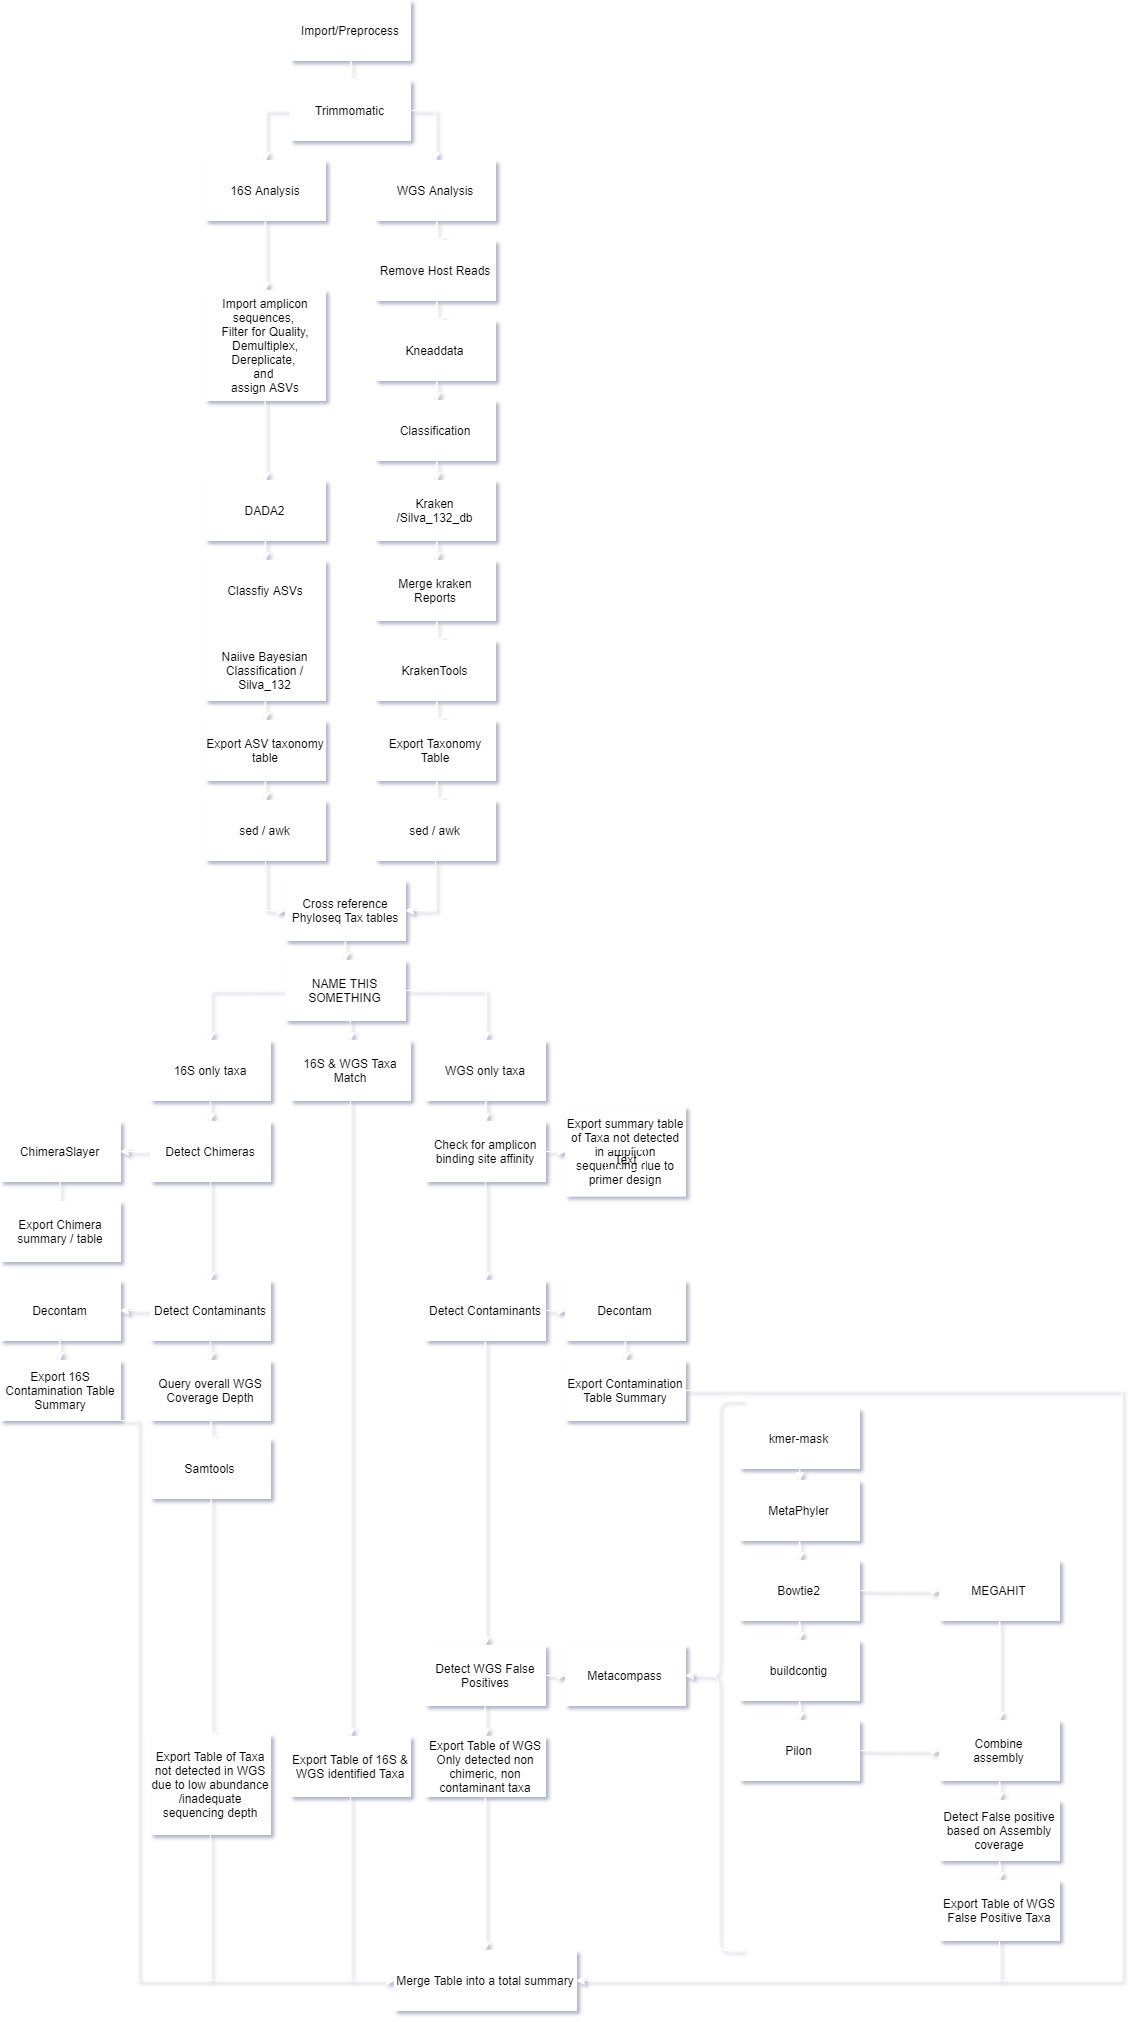 Import/Preprocess
Trimmomatic
16S Analysis
WGS Analysis
Remove Host Reads
Import amplicon
sequences,
Filter for Quality,
Demultiplex,
Dereplicate,
and
assign ASVs
Kneaddata
Classification
DADA2
Kraken
/Silva_132_db
Classfiy ASVs
Merge kraken
Reports
Naiive Bayesian
Classification /
Silva_132
KrakenTools
Export ASV taxonomy
table
Export Taxonomy
Table
sed / awk
sed / awk
Cross reference
Phyloseq Tax tables
NAME THIS
SOMETHING
16S only taxa
16S & WGS Taxa
Match
WGS only taxa
ChimeraSlayer
Detect Chimeras
Check for amplicon
binding site affinity
Export summary table
of Taxa not detected
in amplicon
Text
sequencing due to
primer design
Export Chimera
summary / table
Decontam
Detect Contaminants
Detect Contaminants
Decontam
Export 16S
Contamination Table
Summary
Query overall WGS
Coverage Depth
Export Contamination
Table Summary
Samtools
kmer-mask
MetaPhyler
Bowtie2
MEGAHIT
Detect WGS False
Positives
Metacompass
buildcontig
Export Table of Taxa
not detected in WGS
due to low abundance
/inadequate
sequencing depth
Export Table of 16S &
WGS identified Taxa
Export Table of WGS
Only detected non
chimeric, non
contaminant taxa
Pilon
Combine
assembly
Detect False positive
based on Assembly
coverage
Export Table of WGS
False Positive Taxa
Merge Table into a total summary